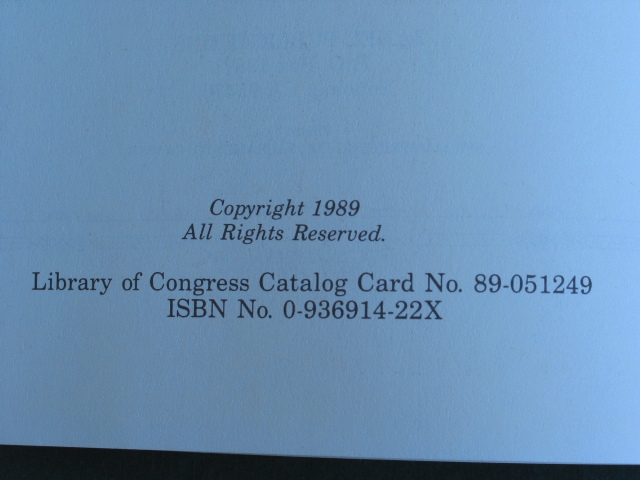 Copyright 1989
All Rights Reserved.
Library of Congress Catalog Card No. 89-051249
ISBN No. 0-936914-22X